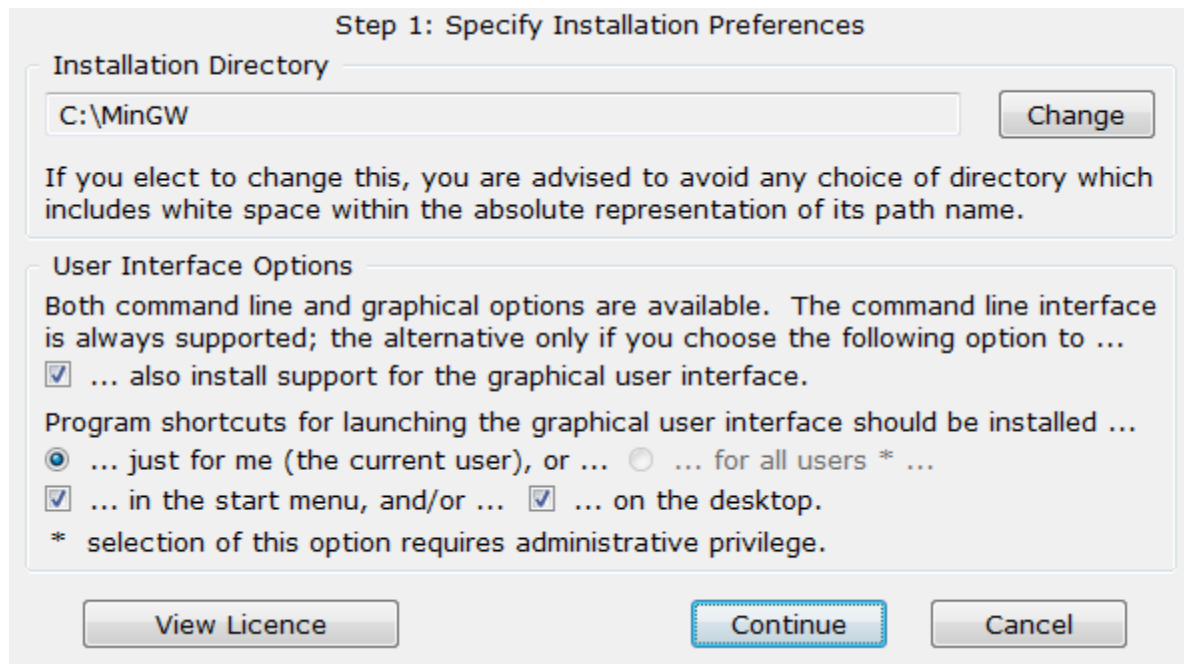 Step 1: Specify Installation Preferences
Installation Directory
C:\MinGW
Change
If you elect to change this, you are advised to avoid any choice of directory which
includes white space within the absolute representation of its path name.
User Interface Options
Both command line and graphical options are available.  The command line interface
is always supported; the alternative only if you choose the following option to ...
... also install support for the graphical user interface.
Program shortcuts for launching the graphical user interface should be installed ...
... just for me (the current user), or ... ... for all users * ...
... in the start menu, and/or ... ... on the desktop.
* selection of this option requires administrative privilege.
View Licence Continue Cancel